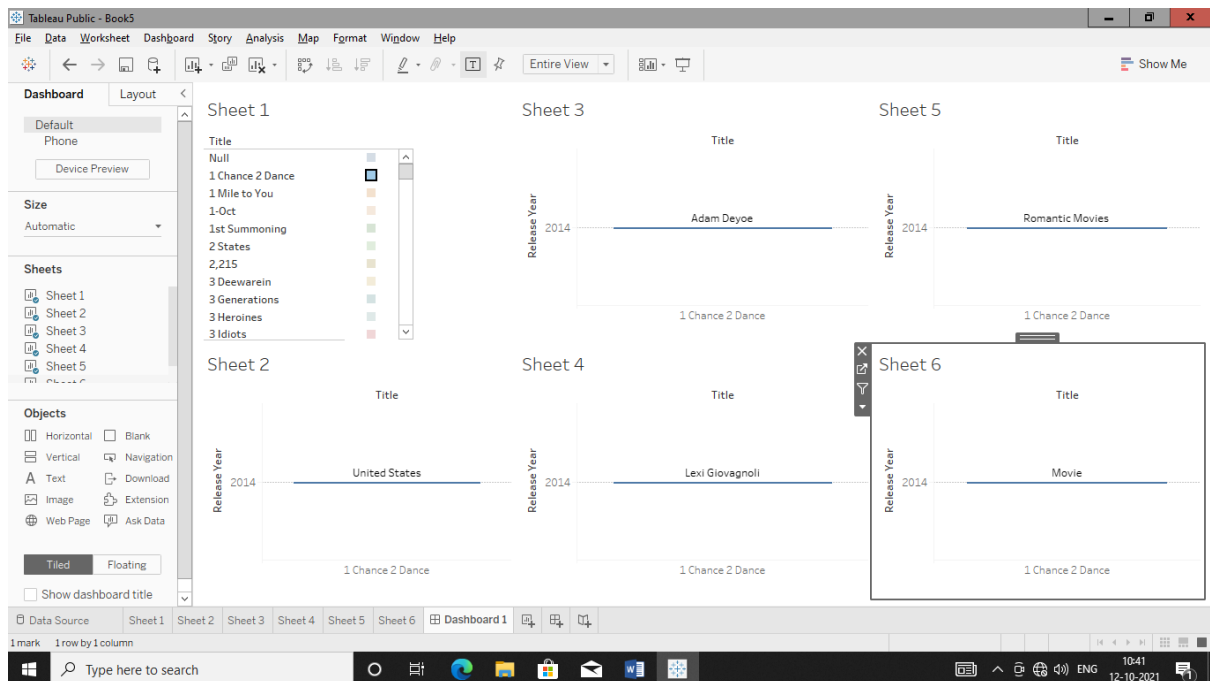 Tableau Public - Book5
File Data Worksheet Dashboard Story Analysis Map Format Window Help
Entire View
Show Me
Dashboard Layout
Default
Phone
Device Preview
Size
Automatic
Sheets
Sheet 1
Sheet 2
Sheet 3
Sheet 4
Sheet 5
Objects
Horizontal Blank
Vertical Navigation
A Text Download
Image Extension
Web Page Ask Data
Tiled Floating
Show dashboard title
Sheet 1
Title
Null
1 Chance 2 Dance
1 Mile to You
1-Oct
1st Summoning
2 States
2,215
3 Deewarein
3 Generations
3 Heroines
3 Idiots
Sheet 3
Title
Release Year
2014
Adam Deyoe
1 Chance 2 Dance
Sheet 5
Title
Release Year
2014
Romantic Movies
1 Chance 2 Dance
Sheet 2
Title
Release Year
2014
United States
1 Chance 2 Dance
Sheet 4
Title
Release Year
2014
Lexi Giovagnoli
1 Chance 2 Dance
Sheet 6
Title
Release Year
2014
Movie
1 Chance 2 Dance
Data Source Sheet 1 Sheet 2 Sheet 3 Sheet 4 Sheet 5 Sheet 6 Dashboard 1
1 mark 1 row by 1 column
Type here to search
ENG
10:41
12-10-2021